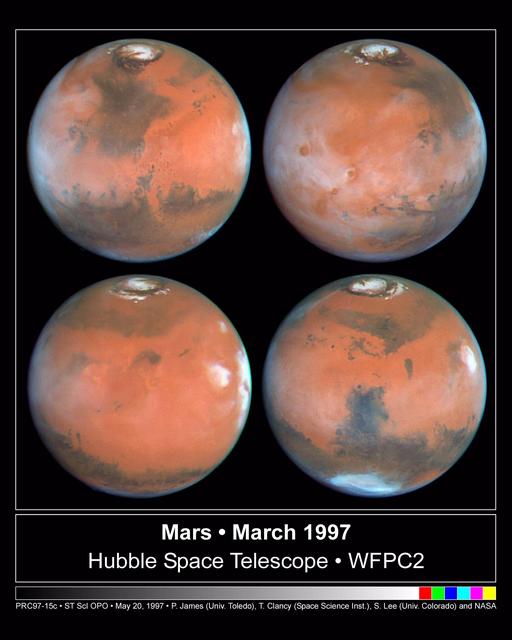 Mars • March 1997
Hubble Space Telescope • WFPC2
PRC97-15c • ST ScI OPO • May 20, 1997 • P. James (Univ. Toledo), T. Clancy (Space Science Inst.), S. Lee (Univ. Colorado) and NASA